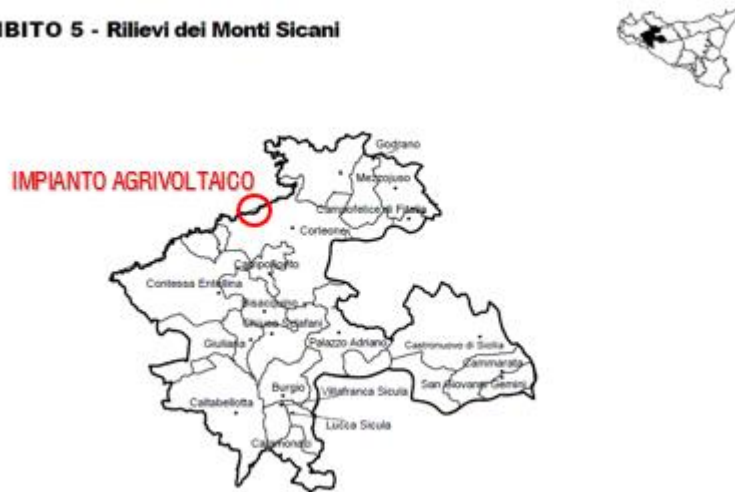 IBITO 5 - Rilievi dei Monti Sicani
Godrano
IMPIANTO AGRIVOLTAICO
Mezzojuso
Campofelice di Fitalia
Corleone
Campofiorito
Contessa Entellina
Bisacquino
Chiusa Sclafani
Giuliana
Palazzo Adriano
Castronuovo di Sicilia
Cammarata
San Giovanni Gemini
Burgio
Villafranca Sicula
Caltabellotta
Lucca Sicula
Calamonaci